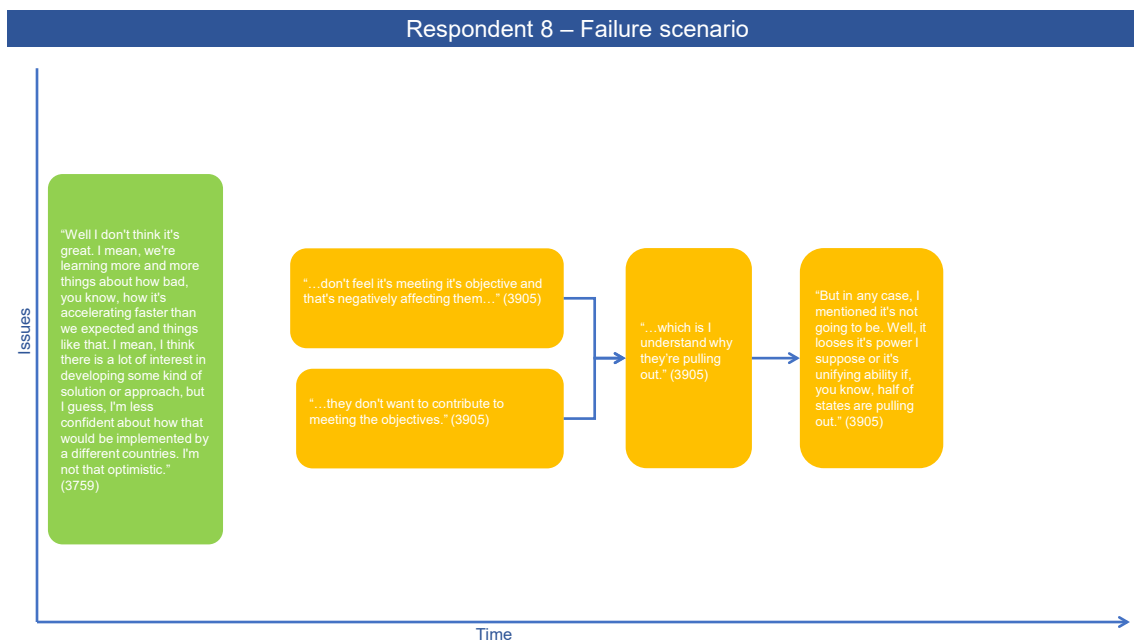 Respondent 8 – Failure scenario
Issues
“Well I don't think it's
great. I mean, we're
learning more and more
things about how bad,
you know, how it's
accelerating faster than
we expected and things
like that. I mean, I think
there is a lot of interest in
developing some kind of
solution or approach, but
I guess, I'm less
confident about how that
would be implemented by
a different countries. I'm
not that optimistic.”
(3759)
“…don't feel it's meeting it's objective and
that's negatively affecting them…” (3905)
“…they don't want to contribute to
meeting the objectives.” (3905)
“…which is I
understand why
they're pulling
out.” (3905)
“But in any case, I
mentioned it's not
going to be. Well, it
looses it's power I
suppose or it's
unifying ability if,
you know, half of
states are pulling
out.” (3905)
Time